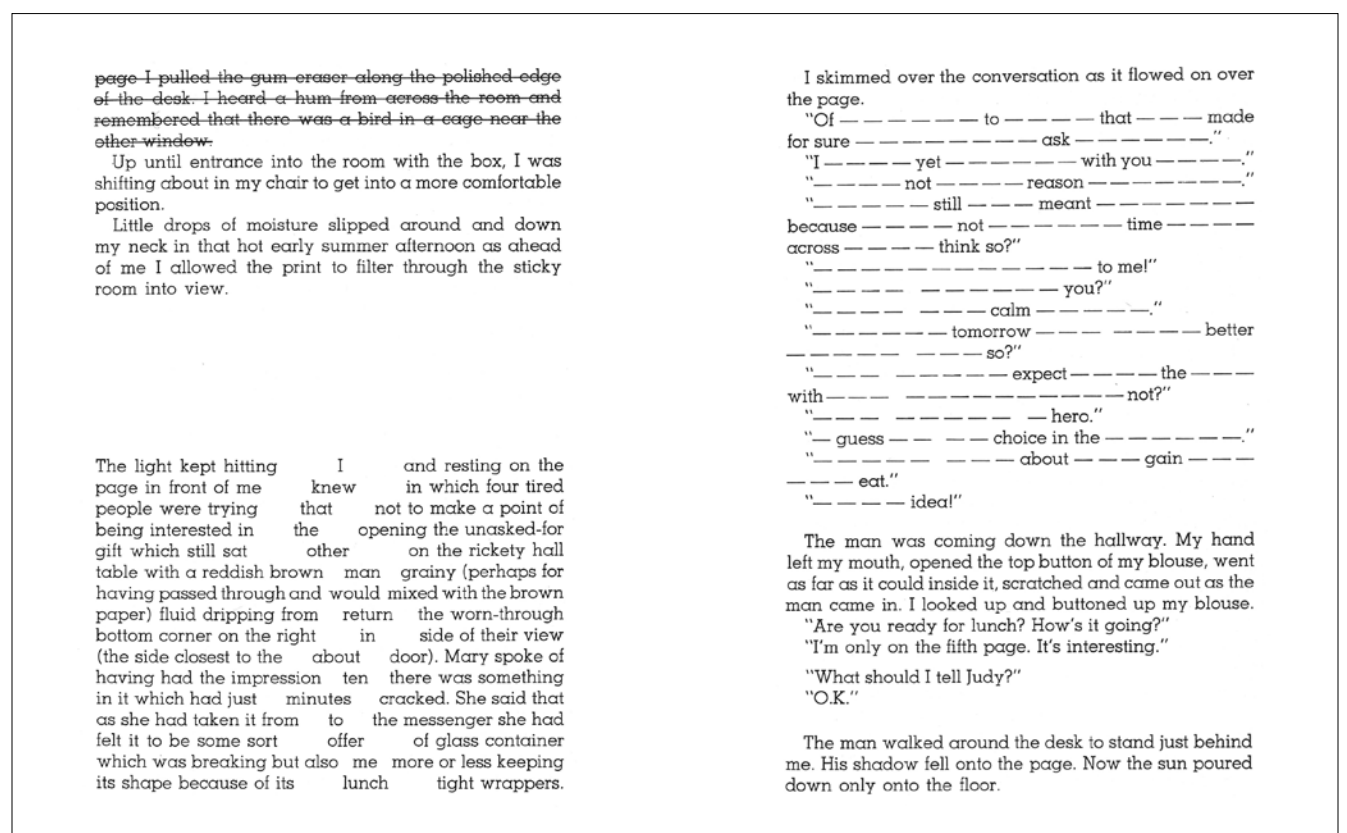 ~~page I pulled the gum eraser along the polished edge~~
~~of the desk. I heard a hum from across the room and~~
~~remembered that there was a bird in a cage near the~~
~~other window.~~
Up until entrance into the room with the box, I was
shifting about in my chair to get into a more comfortable
position.
Little drops of moisture slipped around and down
my neck in that hot early summer afternoon as ahead
of me I allowed the print to filter through the sticky
room into view.
The light kept hitting I and resting on the
page in front of me knew in which four tired
people were trying that not to make a point of
being interested in the opening the unasked-for
gift which still sat other on the rickety hall
table with a reddish brown man grainy (perhaps for
having passed through and would mixed with the brown
paper) fluid dripping from return the worn-through
bottom corner on the right in side of their view
(the side closest to the about door). Mary spoke of
having had the impression ten there was something
in it which had just minutes cracked. She said that
as she had taken it from to the messenger she had
felt it to be some sort offer of glass container
which was breaking but also me more or less keeping
its shape because of its lunch tight wrappers.
I skimmed over the conversation as it flowed on over
the page.
"Of — — — — — — — to — — — — that — — — made
for sure — — — — — — — — — ask — — — — — — —."
"I — — — — yet — — — — — — with you — — — — —."
"— — — — not — — — — reason — — — — — — —."
"— — — — — still — — — meant — — — — — — —
because — — — — not — — — — — — time — — — —
across — — — — think so?"
"— — — — — — — — — — — — — to me!"
"— — — — — — — — — — you?"
"— — — — — — — calm — — — — — —."
"— — — — — — tomorrow — — — — — — — better
— — — — — — — — so?"
"— — — — — — — — expect — — — — the — — —
with — — — — — — — — — — — — — not?"
"— — — — — — — — — hero."
"— guess — — — — choice in the — — — — — — —."
"— — — — — — — — about — — — gain — — —
— — — eat."
"— — — — idea!"
The man was coming down the hallway. My hand
left my mouth, opened the top button of my blouse, went
as far as it could inside it, scratched and came out as the
man came in. I looked up and buttoned up my blouse.
"Are you ready for lunch? How's it going?"
"I'm only on the fifth page. It's interesting."
"What should I tell Judy?"
"O.K."
The man walked around the desk to stand just behind
me. His shadow fell onto the page. Now the sun poured
down only onto the floor.